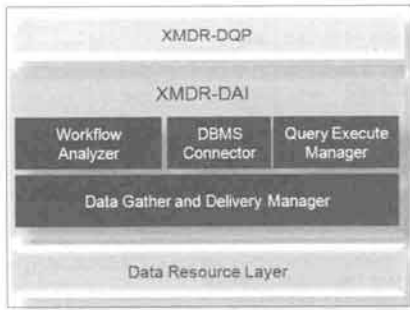 XMDR-DQP
XMDR-DAI
Workflow
Analyzer
DBMS
Connector
Query Execute
Manager
Data Gather and Delivery Manager
Data Resource Layer